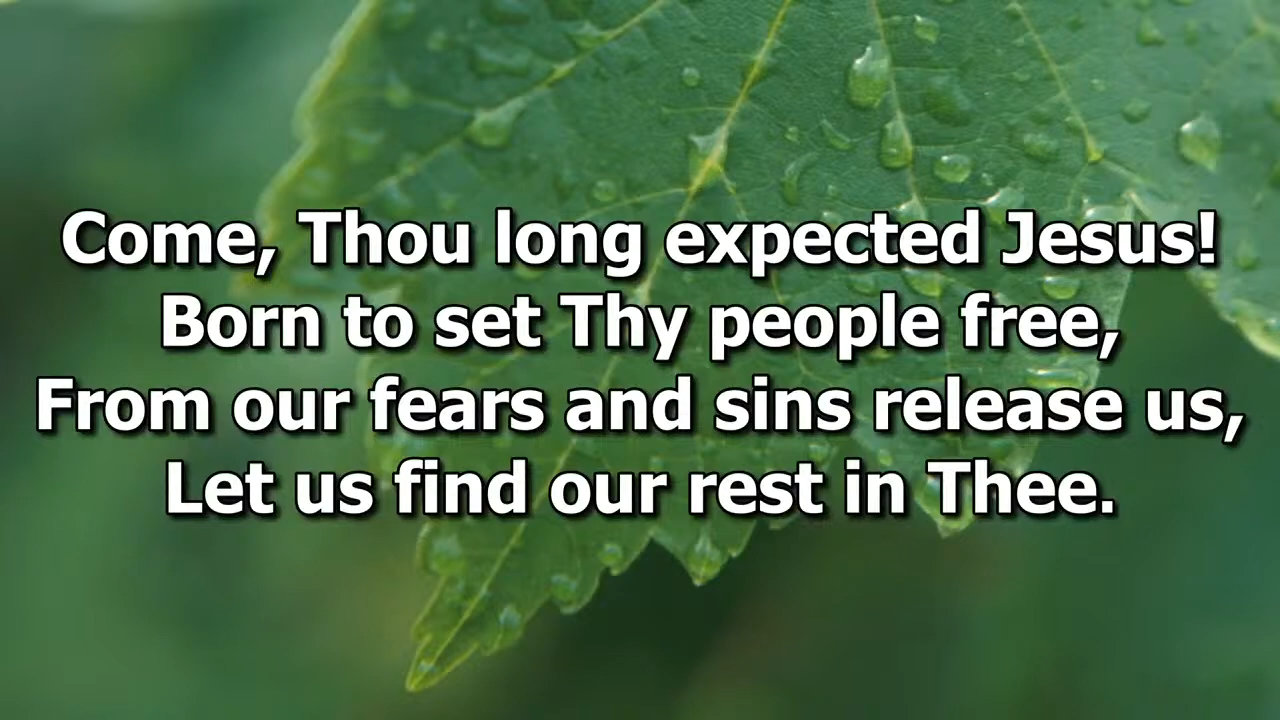 Come, Thou long expected Jesus!
Born to set Thy people free,
From our fears and sins release us,
Let us find our rest in Thee.